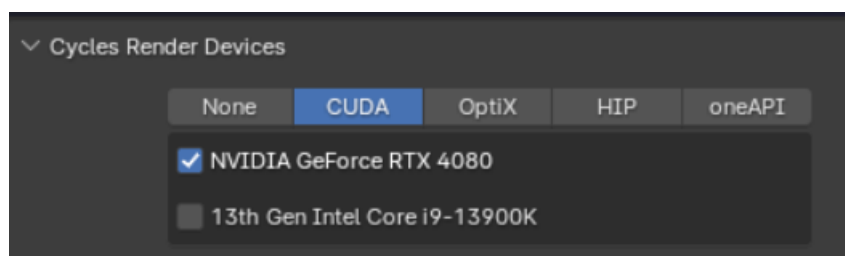 Cycles Render Devices
None CUDA OptiX HIP oneAPI
NVIDIA GeForce RTX 4080
13th Gen Intel Core i9-13900K